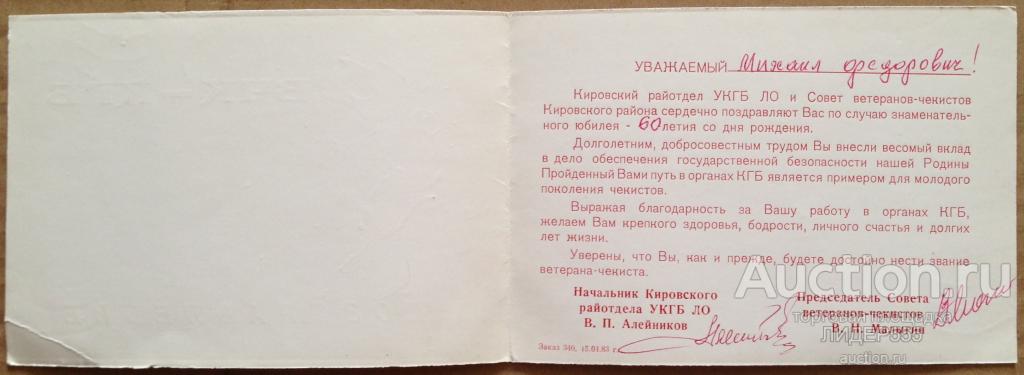 УВАЖАЕМЫЙ Михаил Федорович!
Кировский райотдел УКГБ ЛО и Совет ветеранов-чекистов
Кировского района сердечно поздравляют Вас по случаю знаменатель-
ного юбилея - 60летия со дня рождения.
Долголетним, добросовестным трудом Вы внесли весомый вклад
в дело обеспечения государственной безопасности нашей Родины
Пройденный Вами путь в органах КГБ является примером для молодого
поколения чекистов.
Выражая благодарность за Вашу работу в органах КГБ,
желаем Вам крепкого здоровья, бодрости, личного счастья и долгих
лет жизни.
Уверены, что Вы, как и прежде, будете достойно нести звание
ветерана-чекиста.
Начальник Кировского
райотдела УКГБ ЛО
В. П. Алейников
Председатель Совета
ветеранов-чекистов
В. Н. Малыгин
Заказ 340, 15.01.83 г.
Auction.ru
торговая площадка
ЛИДЕР555
auction.ru